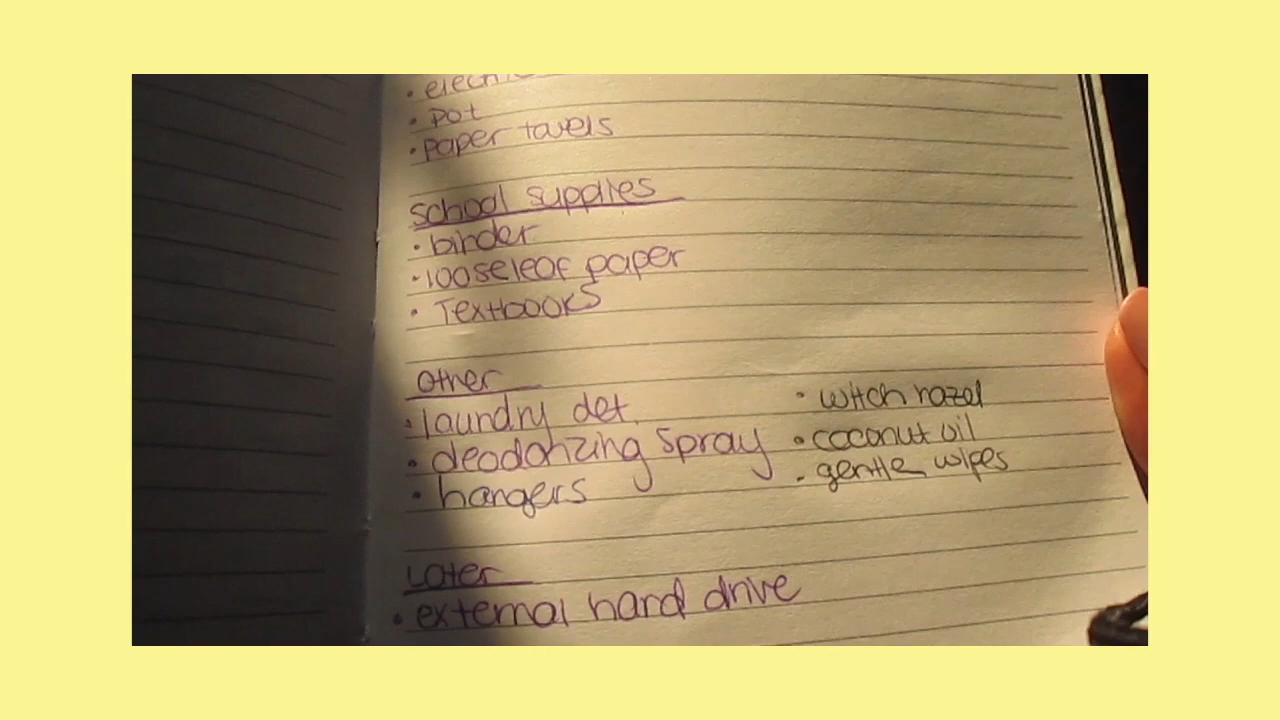 • pot
• paper towels
school supplies
• binder
• looseleaf paper
• Textbooks
other
• laundry det.
• deodorizing spray
• hangers
• witch hazel
• coconut oil
• gentle wipes
Later
• external hard drive